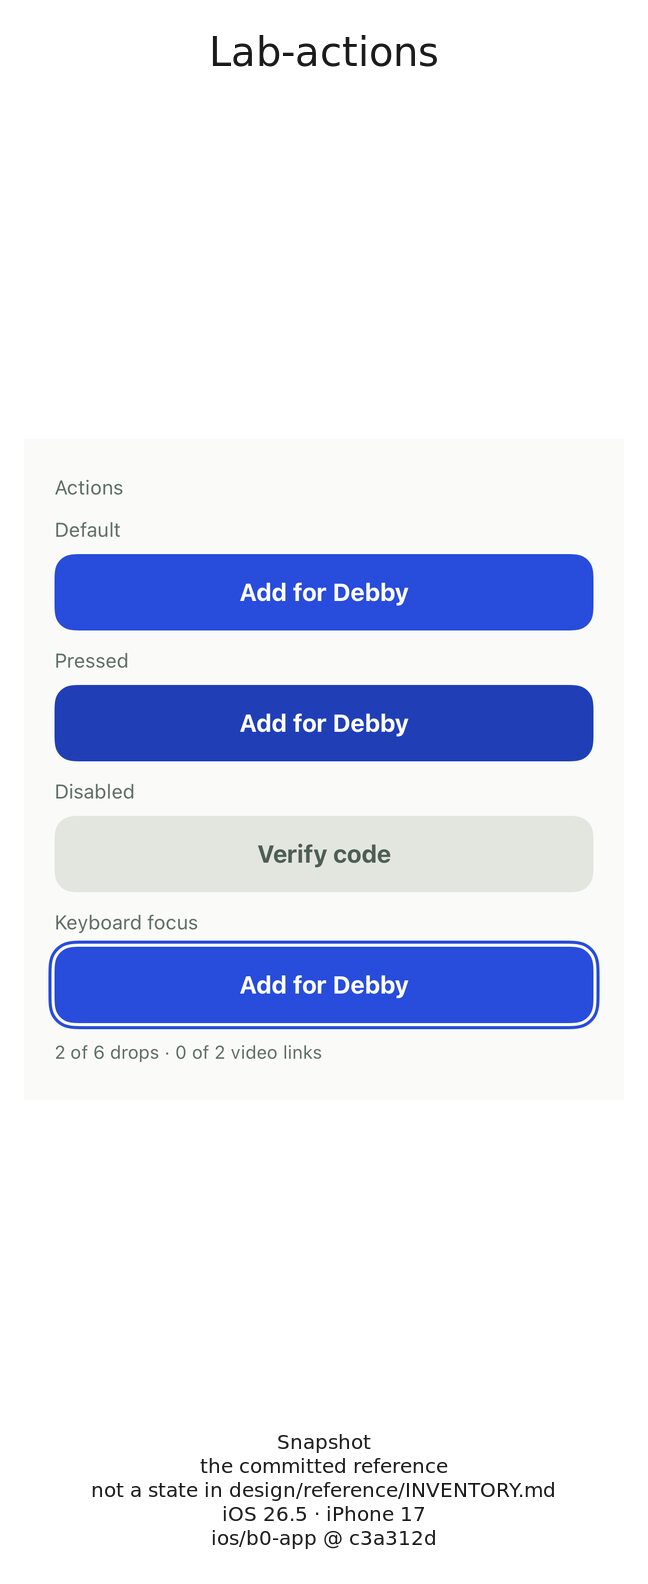 Lab-actions
Actions
Default
Add for Debby
Pressed
Add for Debby
Disabled
Verify code
Keyboard focus
Add for Debby
2 of 6 drops · 0 of 2 video links
Snapshot
the committed reference
not a state in design/reference/INVENTORY.md
iOS 26.5 · iPhone 17
ios/b0-app @ c3a312d